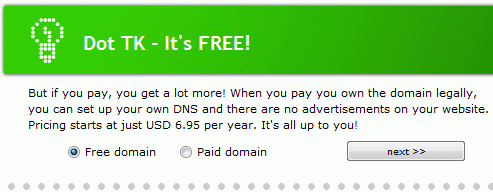 Dot TK - It's FREE!
But if you pay, you get a lot more! When you pay you own the domain legally,
you can set up your own DNS and there are no advertisements on your website.
Pricing starts at just USD 6.95 per year. It's all up to you!
Free domain Paid domain next >>